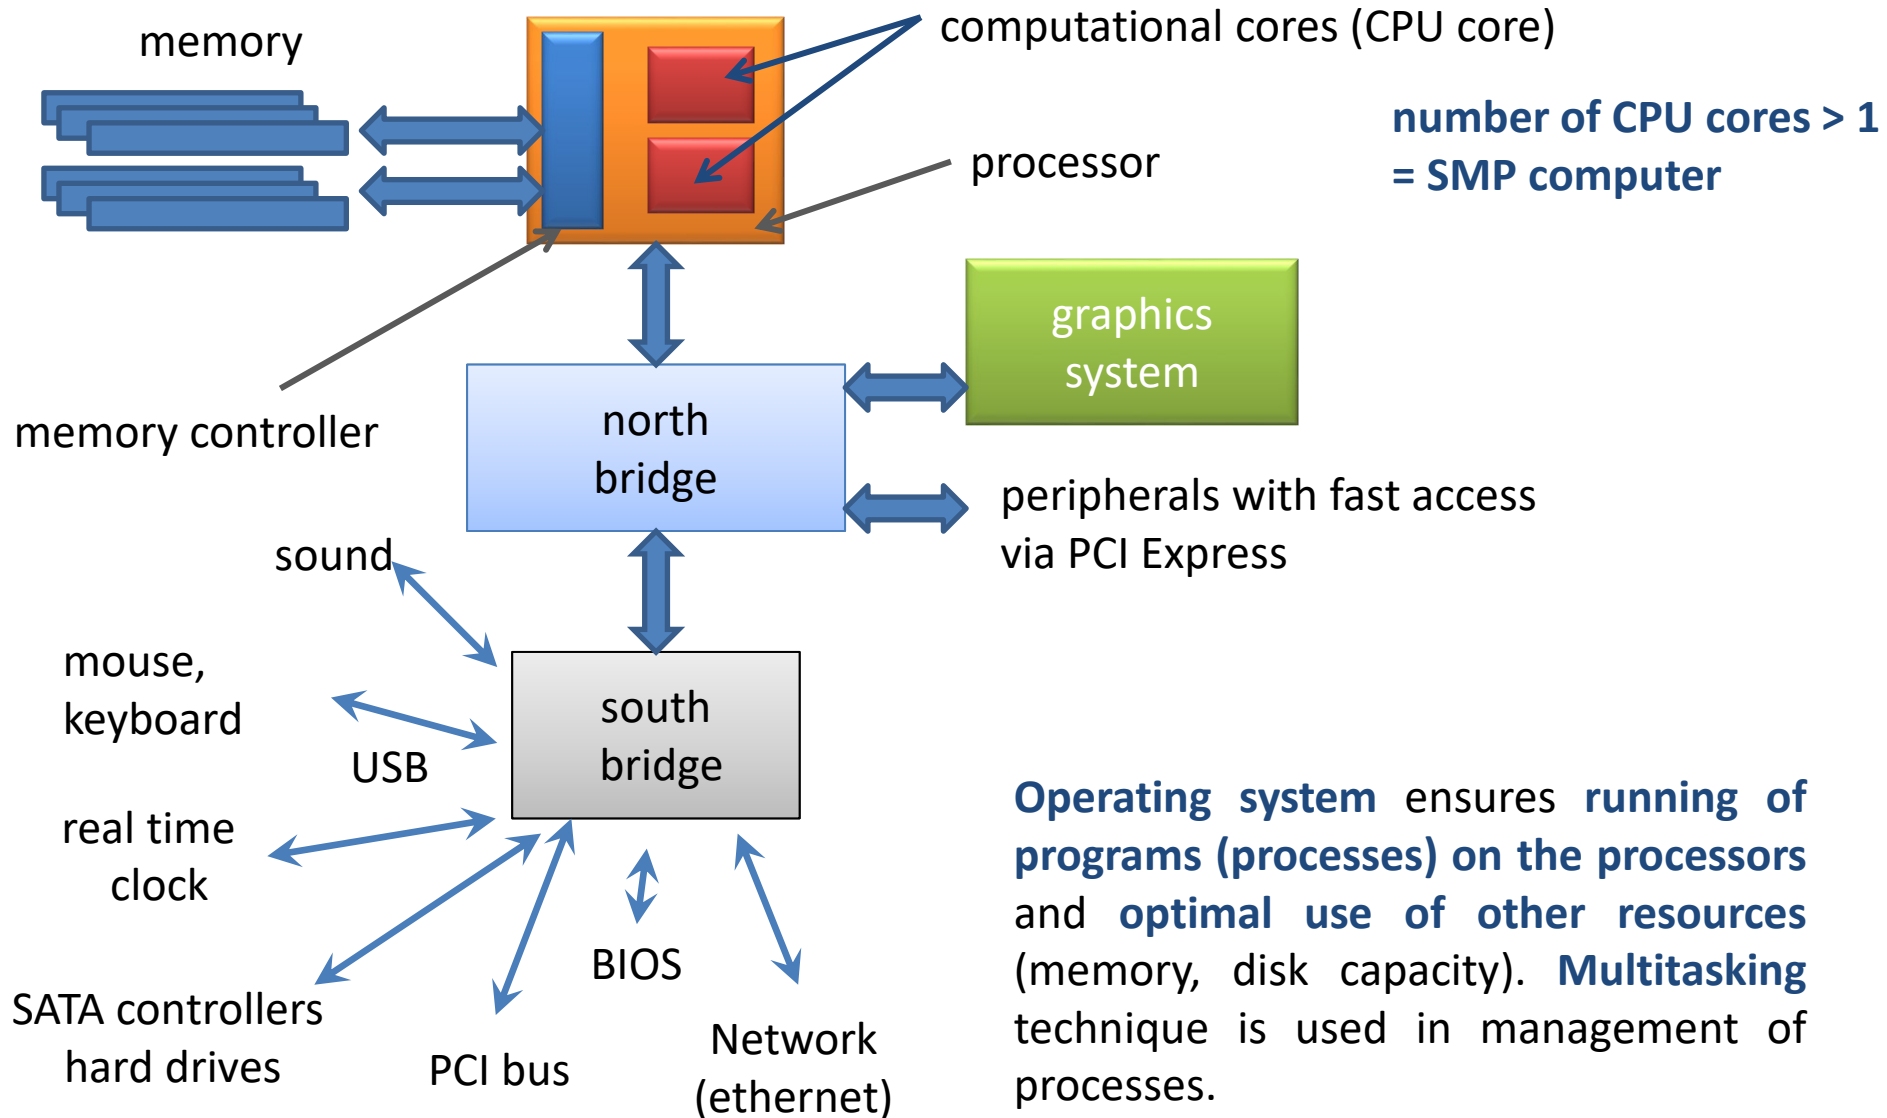 memory
computational cores (CPU core)
number of CPU cores > 1
= SMP computer
processor
graphics
system
memory controller
north
bridge
peripherals with fast access
via PCI Express
sound
mouse,
keyboard
USB
south
bridge
real time
clock
BIOS
SATA controllers
hard drives
PCI bus
Network
(ethernet)
Operating system ensures running of
programs (processes) on the processors
and optimal use of other resources
(memory, disk capacity). Multitasking
technique is used in management of
processes.